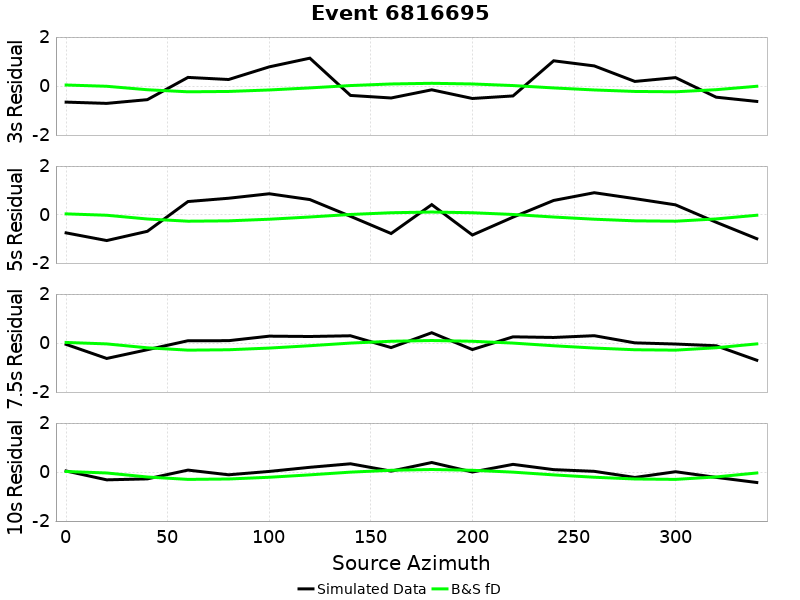 Event 6816695
3s Residual
2
0
-2
5s Residual
2
0
-2
7.5s Residual
2
0
-2
10s Residual
2
0
-2
0 50 100 150 200 250 300
Source Azimuth
Simulated Data B&S fD